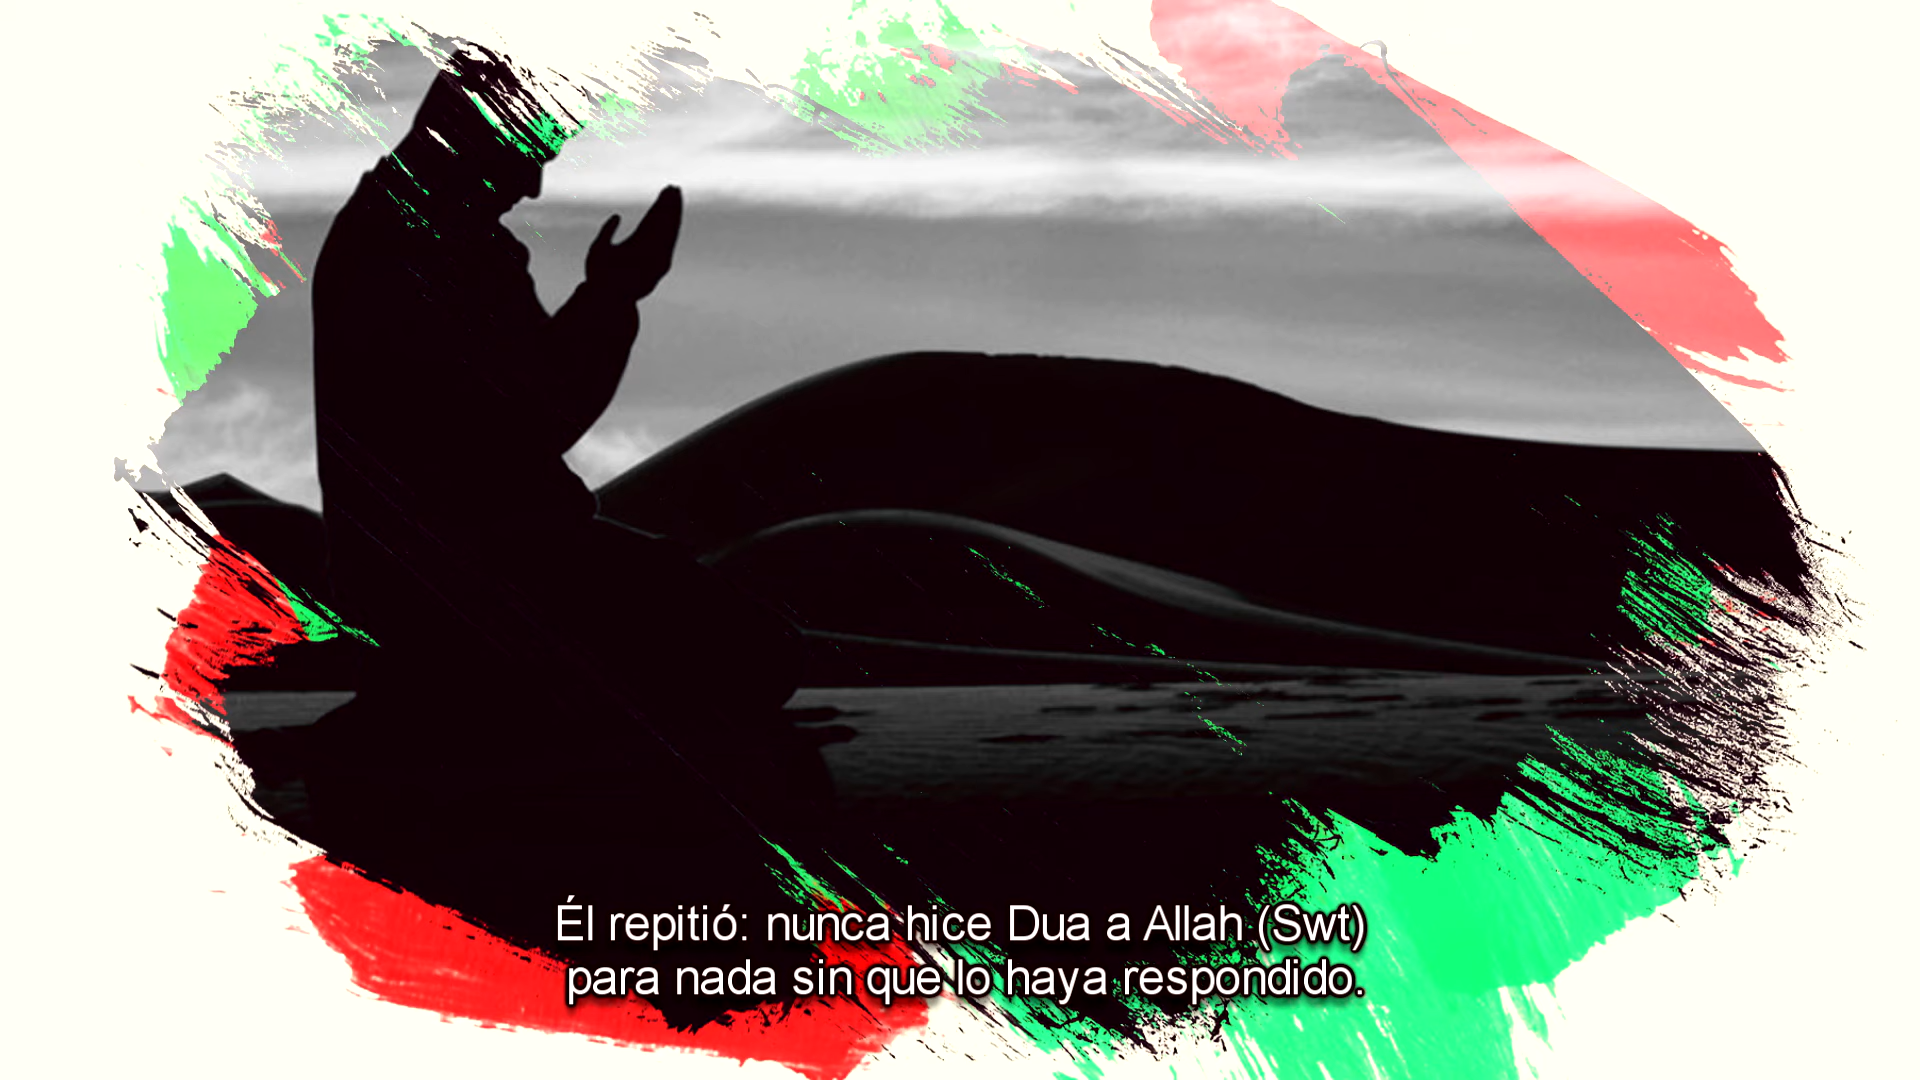 Él repitió: nunca hice Dua a Allah (Swt)
para nada sin que lo haya respondido.